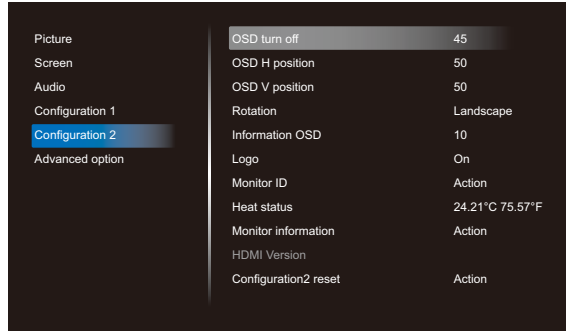 Picture
Screen
Audio
Configuration 1
Configuration 2
Advanced option
OSD turn off 45
OSD H position 50
OSD V position 50
Rotation Landscape
Information OSD 10
Logo On
Monitor ID Action
Heat status 24.21°C 75.57°F
Monitor information Action
HDMI Version
Configuration2 reset Action